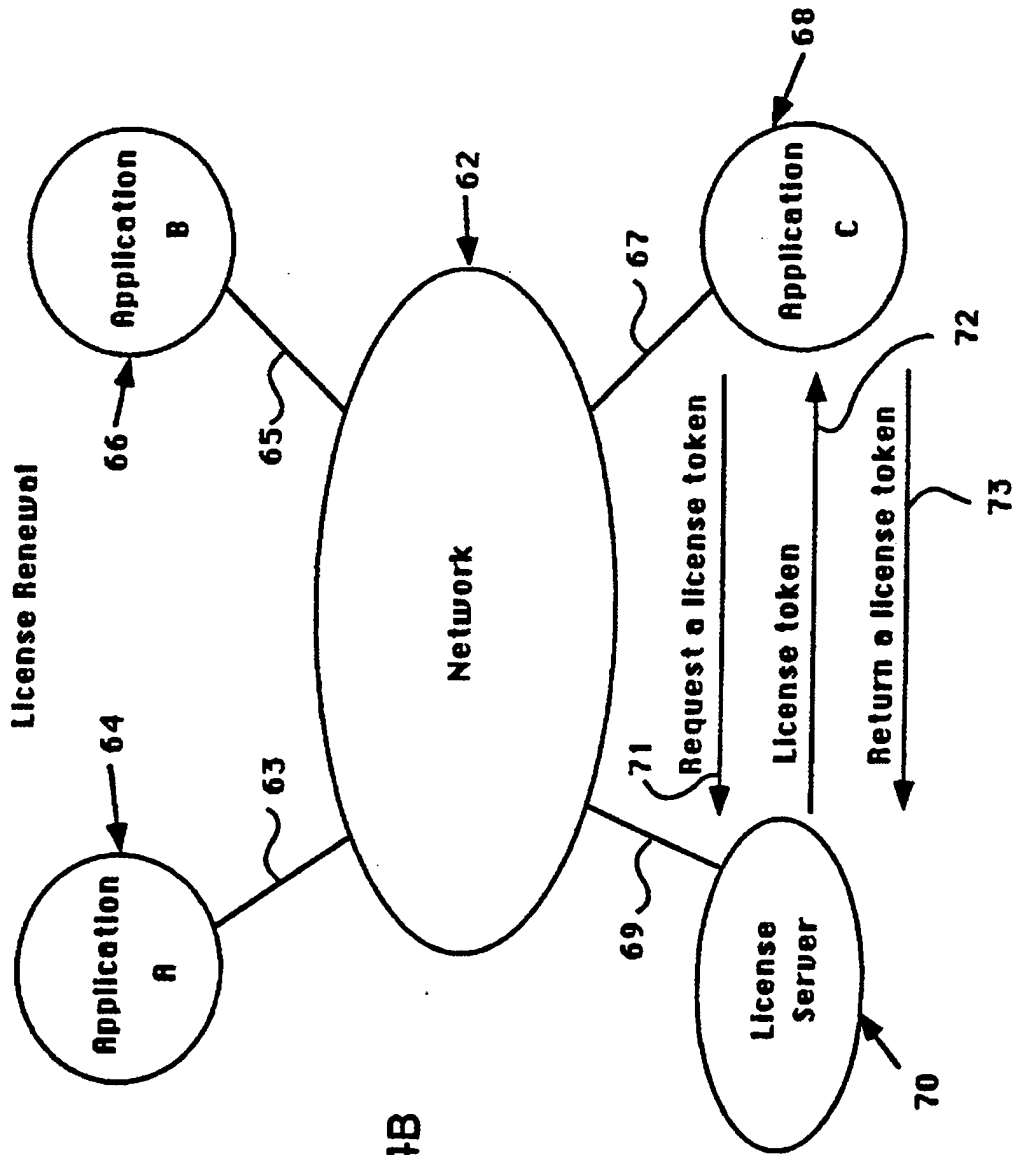 License Renewal
Application
A
64
63
66
Application
B
65
Network
62
67
69
71
Request a license token
License token
Return a license token
72
73
License
Server
70
Application
C
68